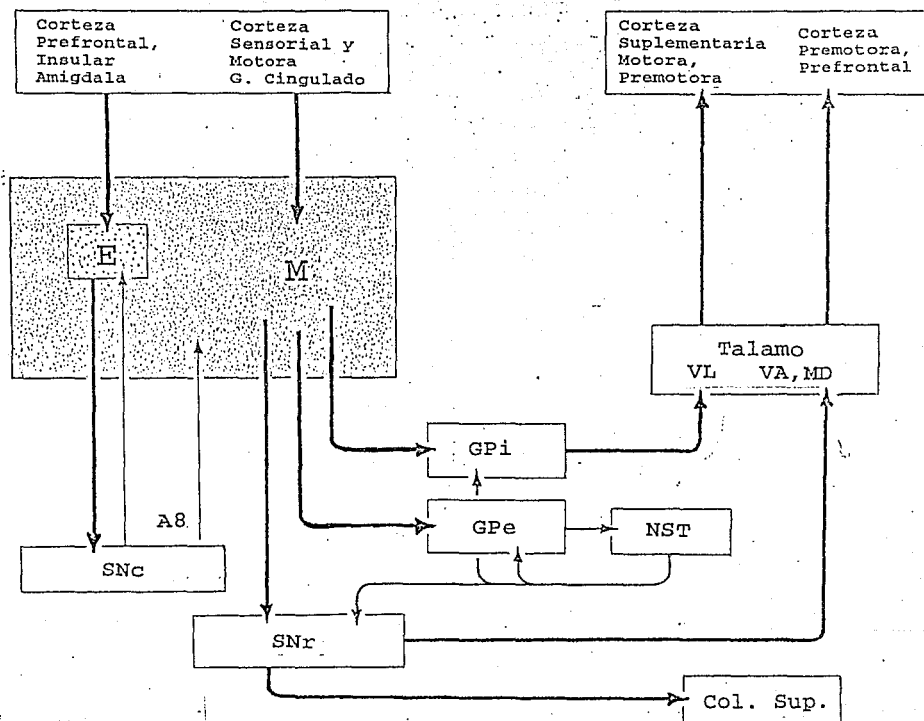 Corteza
Prefrontal,
Insular
Amigdala
Corteza
Sensorial y
Motora
G. Cingulado
Corteza
Suplementaria
Motora,
Premotora
Corteza
Premotora,
Prefrontal
E
M
Talamo
VL VA, MD
GPi
A8
GPe
NST
SNc
SNr
Col. Sup.